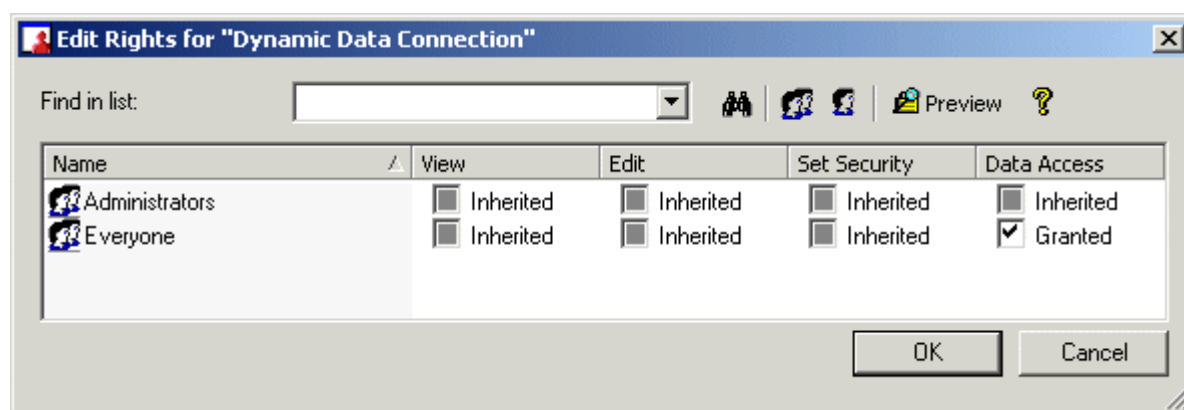 Edit Rights for "Dynamic Data Connection"
Find in list: Preview
Name View Edit Set Security Data Access
Administrators Inherited Inherited Inherited Inherited
Everyone Inherited Inherited Inherited Granted
OK Cancel